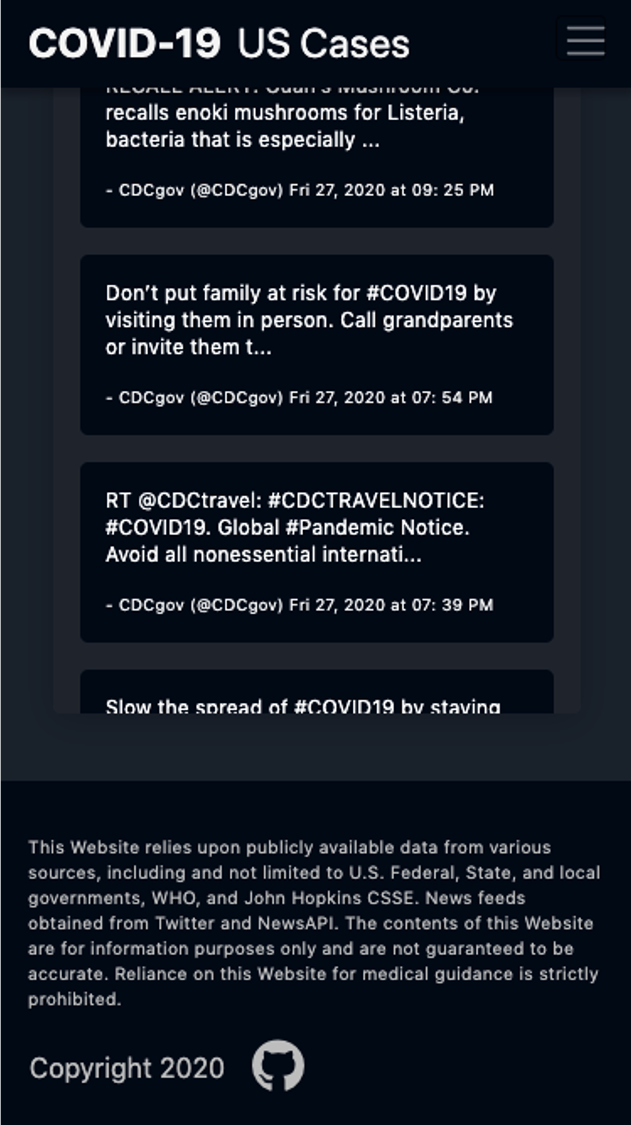 COVID-19 US Cases
RECALL ALERT: Guan's Mushroom Co.
recalls enoki mushrooms for Listeria,
bacteria that is especially ...
- CDCgov (@CDCgov) Fri 27, 2020 at 09: 25 PM
Don't put family at risk for #COVID19 by
visiting them in person. Call grandparents
or invite them t...
- CDCgov (@CDCgov) Fri 27, 2020 at 07: 54 PM
RT @CDCtravel: #CDCTRAVELNOTICE:
#COVID19. Global #Pandemic Notice.
Avoid all nonessential internati...
- CDCgov (@CDCgov) Fri 27, 2020 at 07: 39 PM
Slow the spread of #COVID19 by staying
This Website relies upon publicly available data from various
sources, including and not limited to U.S. Federal, State, and local
governments, WHO, and John Hopkins CSSE. News feeds
obtained from Twitter and NewsAPI. The contents of this Website
are for information purposes only and are not guaranteed to be
accurate. Reliance on this Website for medical guidance is strictly
prohibited.
Copyright 2020